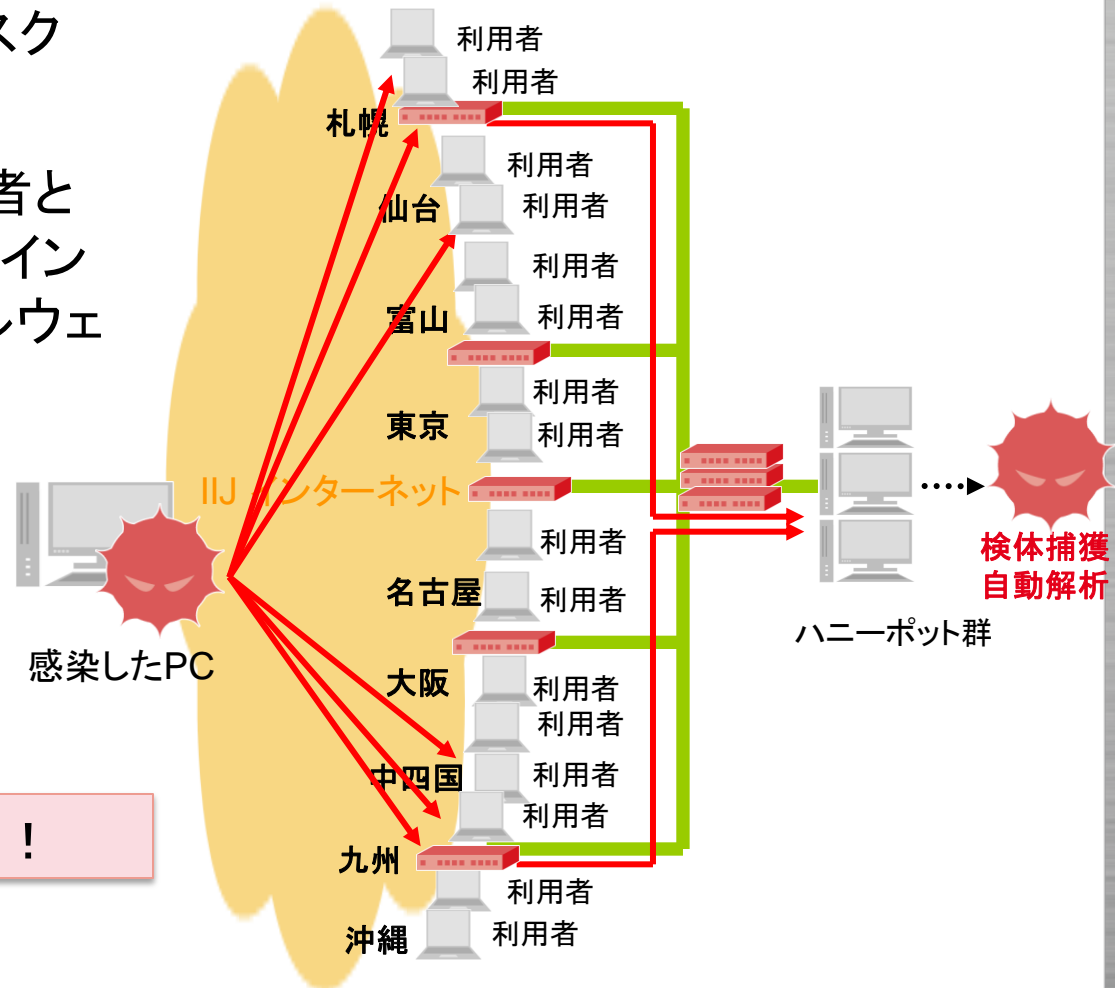 スク
者と
イン
ルウェ
！
利用者
利用者
札幌
利用者
仙台
利用者
利用者
富山
利用者
利用者
東京
利用者
IIJ インターネット
利用者
名古屋
利用者
大阪
利用者
利用者
中四国
利用者
利用者
九州
利用者
沖縄
利用者
感染したPC
ハニーポット群
検体捕獲
自動解析